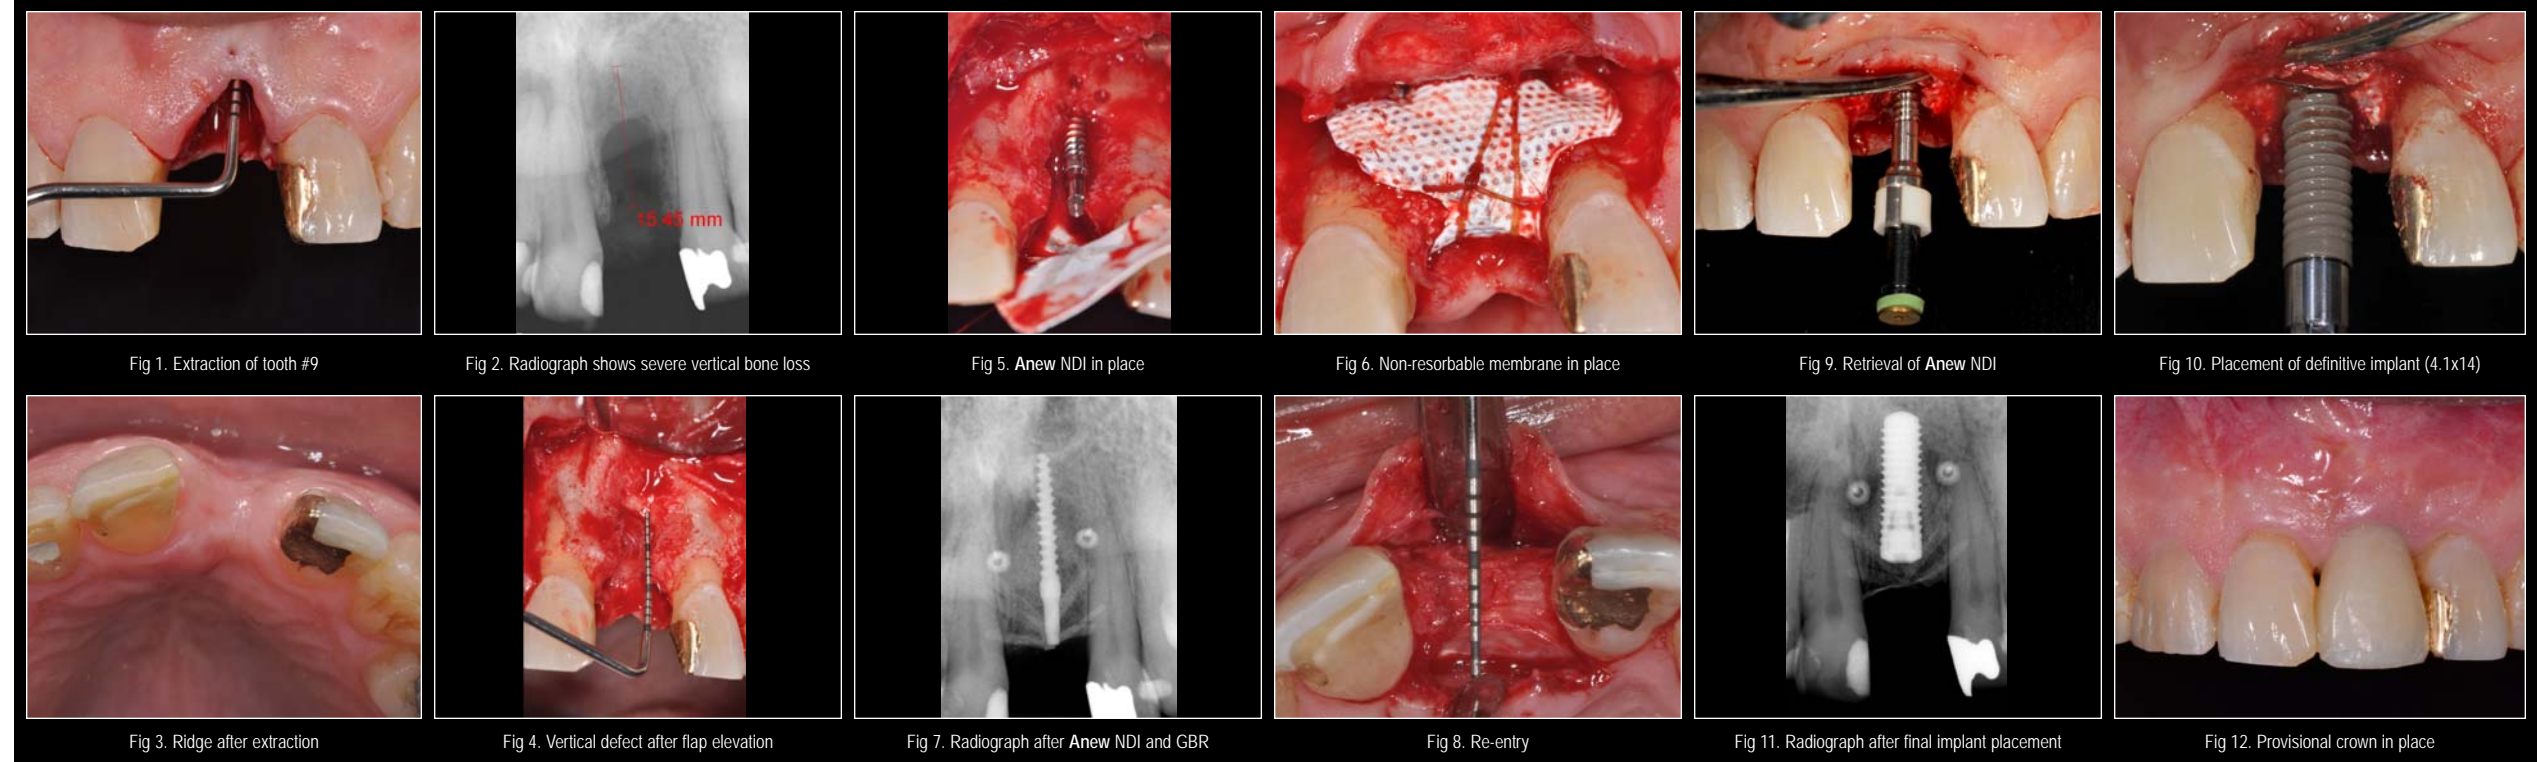 15.45 mm
Fig 1. Extraction of tooth #9
Fig 2. Radiograph shows severe vertical bone loss
Fig 5. Anew NDI in place
Fig 6. Non-resorbable membrane in place
Fig 9. Retrieval of Anew NDI
Fig 10. Placement of definitive implant (4.1x14)
Fig 3. Ridge after extraction
Fig 4. Vertical defect after flap elevation
Fig 7. Radiograph after Anew NDI and GBR
Fig 8. Re-entry
Fig 11. Radiograph after final implant placement
Fig 12. Provisional crown in place